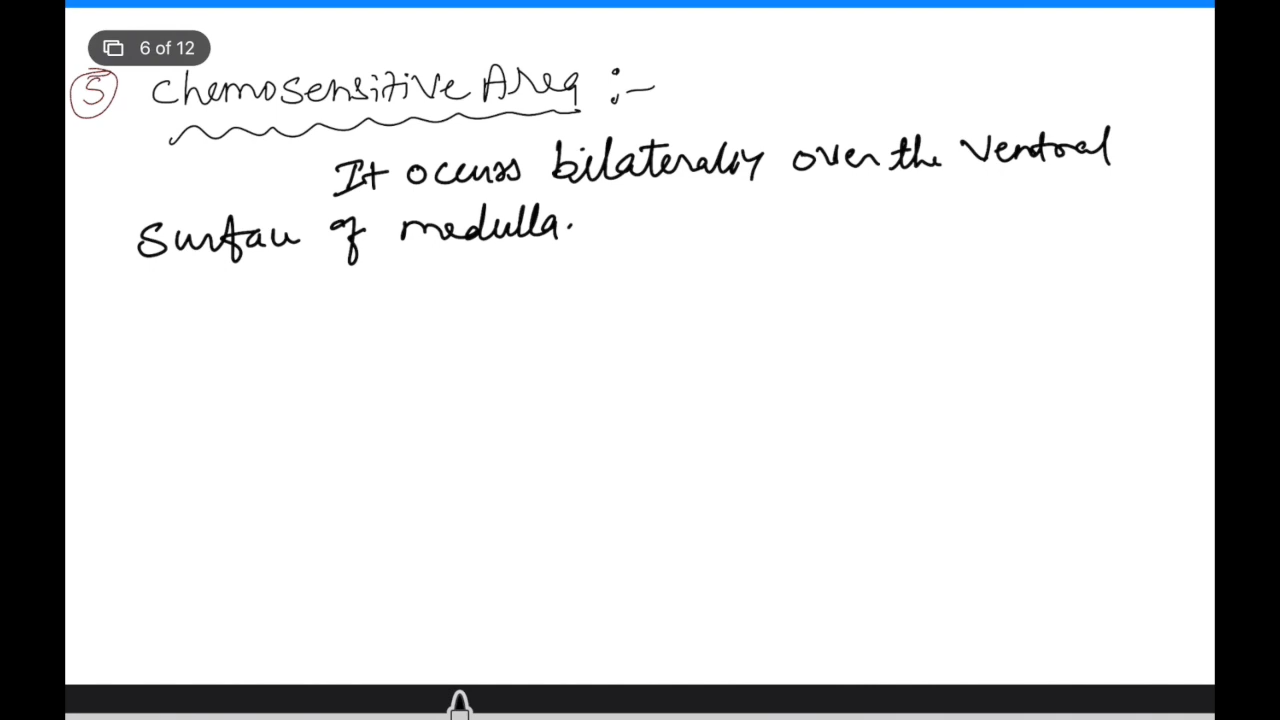 6 of 12
5 Chemosensitive Area :-
It occurs bilaterally over the ventral
surface of medulla.